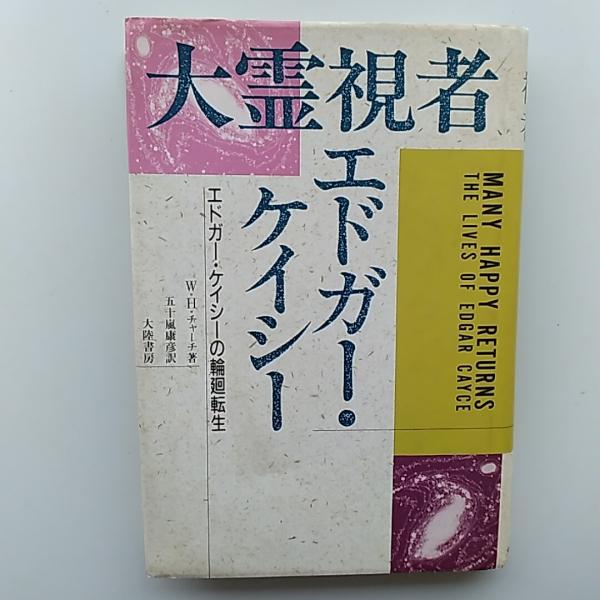 大霊視者
エドガー・
ケイシー
エドガー・ケイシーの輪廻転生
W・H・チャーチ著
五十嵐康彦訳
大陸書房
MANY HAPPY RETURNS
THE LIVES OF EDGAR CAYCE